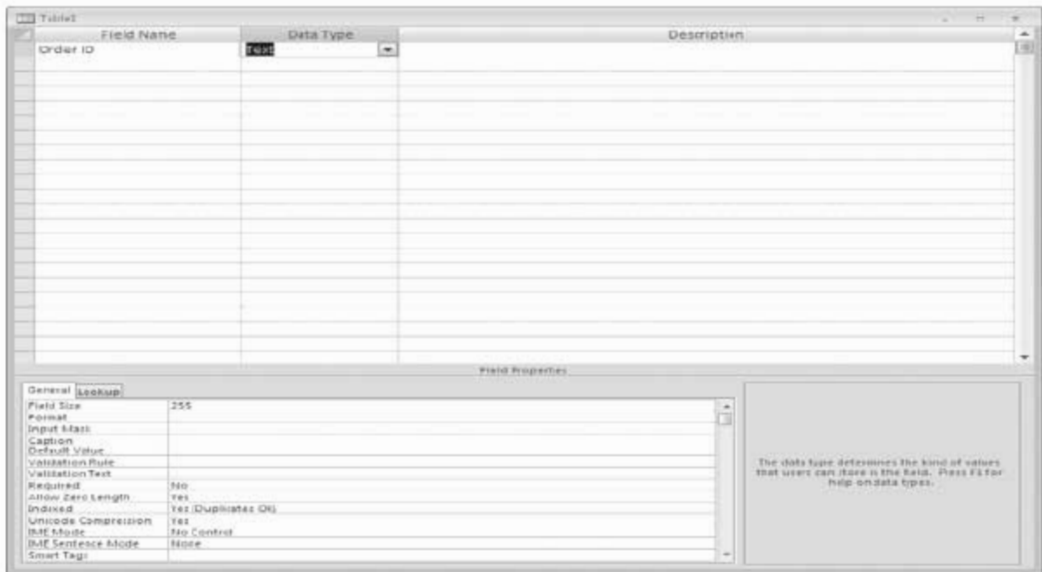 Table1
Field Name Data Type Description
Order ID Text
Field Properties
General Lookup
Field Size 255
Format
Input Mask
Caption
Default Value
Validation Rule
Validation Text
Required No
Allow Zero Length Yes
Indexed Yes (Duplicates OK)
Unicode Compression Yes
IME Mode No Control
IME Sentence Mode None
Smart Tags
The data type determines the kind of values
that users can store in the field. Press F1 for
help on data types.